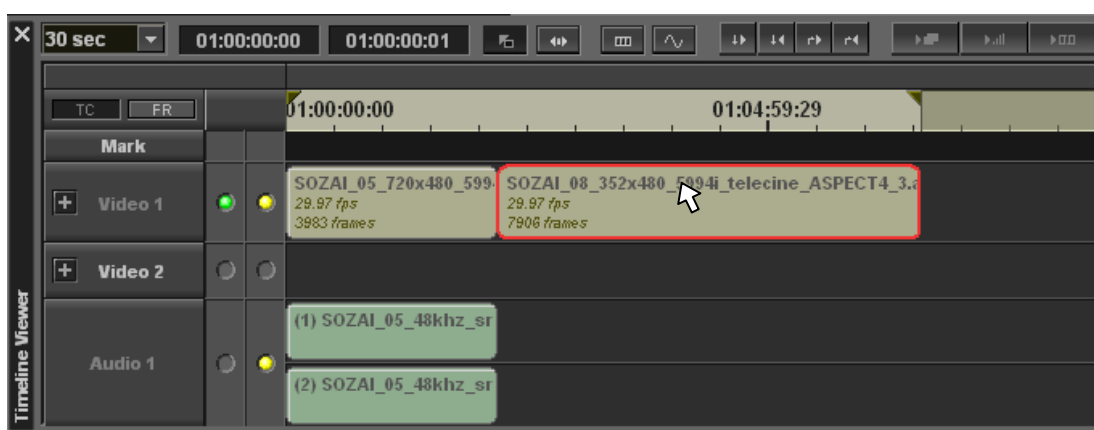 30 sec 01:00:00:00 01:00:00:01
TC FR 01:00:00:00 01:04:59:29
Mark
Video 1
SOZAI_05_720x480_599
29.97 fps
3983 frames
SOZAI_08_352x480_5994i_telecine_ASPECT4_3.a
29.97 fps
7906 frames
Video 2
Audio 1
(1) SOZAI_05_48khz_sr
(2) SOZAI_05_48khz_sr
Timeline Viewer